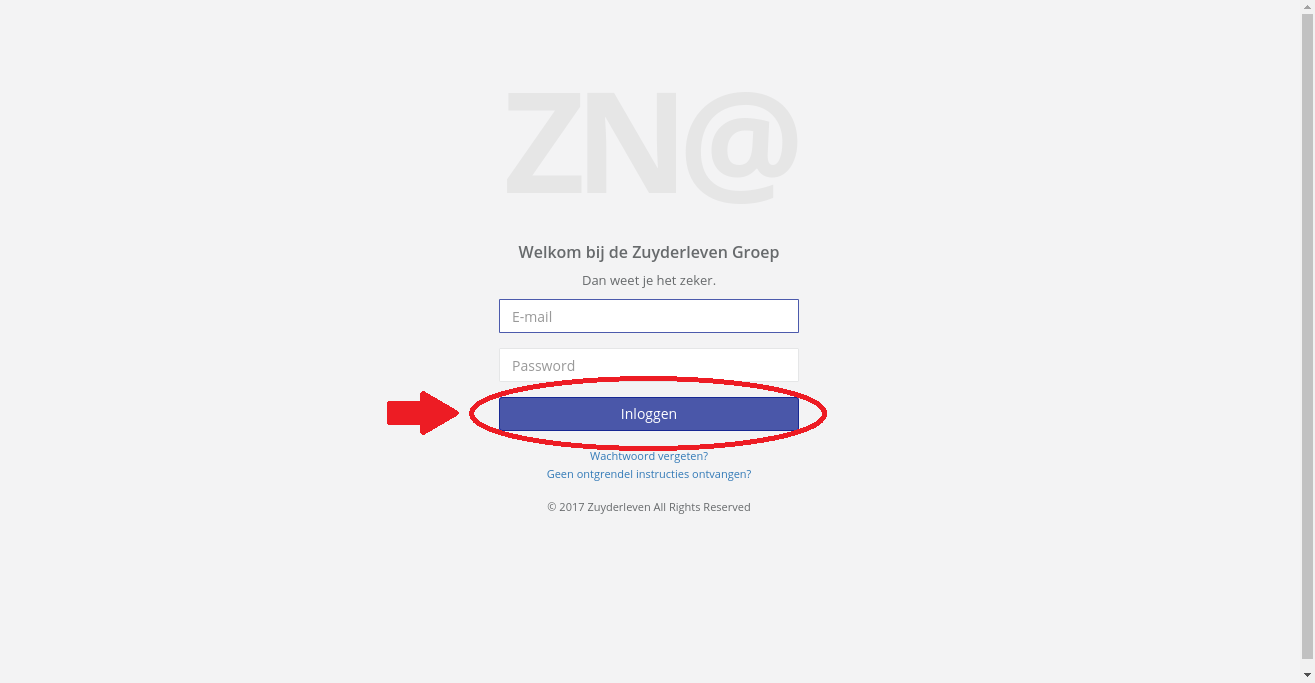 ZN@
Welkom bij de Zuyderleven Groep
Dan weet je het zeker.
E-mail
Password
Inloggen
Wachtwoord vergeten?
Geen ontgrendel instructies ontvangen?
© 2017 Zuyderleven All Rights Reserved